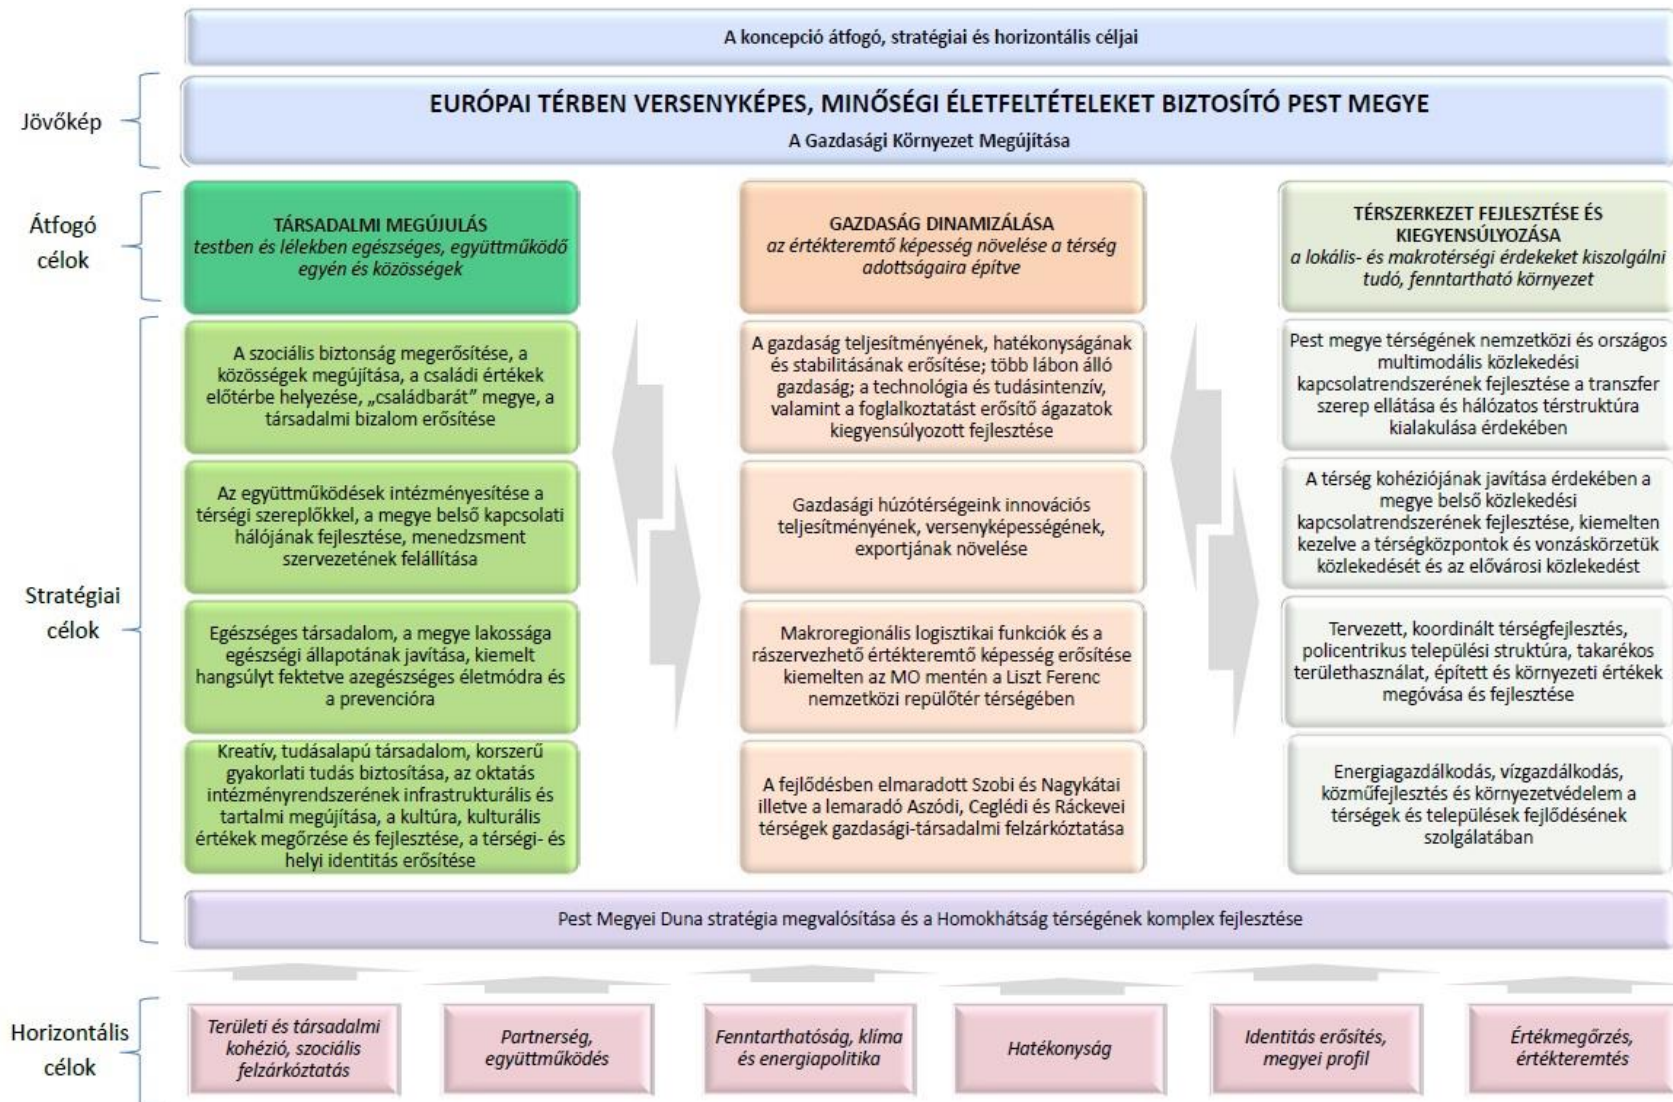 A koncepció átfogó, stratégiai és horizontális céljai
Jövőkép
EURÓPAI TÉRBEN VERSENYKÉPES, MINŐSÉGI ÉLETFELTÉTELEKET BIZTOSÍTÓ PEST MEGYE
A Gazdasági Környezet Megújítása
Átfogó
célok
TÁRSADALMI MEGÚJULÁS
testben és lélekben egészséges, együttműködő
egyén és közösségek
GAZDASÁG DINAMIZÁLÁSA
az értékteremtő képesség növelése a térség
adottságaira építve
TÉRSZERKEZET FEJLESZTÉSE ÉS
KIEGYENSÚLYOZÁSA
a lokális- és makrotérségi érdekeket kiszolgálni
tudó, fenntartható környezet
Stratégiai
célok
A szociális biztonság megerősítése, a
közösségek megújítása, a családi értékek
előtérbe helyezése, „családbarát” megye, a
társadalmi bizalom erősítése
A gazdaság teljesítményének, hatékonyságának
és stabilitásának erősítése; több lábon álló
gazdaság; a technológia és tudásintenzív,
valamint a foglalkoztatást erősítő ágazatok
kiegyensúlyozott fejlesztése
Pest megye térségének nemzetközi és országos
multimodális közlekedési
kapcsolatrendszerének fejlesztése a transzfer
szerep ellátása és hálózatos térstruktúra
kialakulása érdekében
Az együttműködések intézményesítése a
térségi szereplőkkel, a megye belső kapcsolati
hálójának fejlesztése, menedzsment
szervezetének felállítása
Gazdasági húzótérségeink innovációs
teljesítményének, versenyképességének,
exportjának növelése
A térség kohéziójának javítása érdekében a
megye belső közlekedési
kapcsolatrendszerének fejlesztése, kiemelten
kezelve a térségközpontok és vonzáskörzetük
közlekedését és az elővárosi közlekedést
Egészséges társadalom, a megye lakossága
egészségi állapotának javítása, kiemelt
hangsúlyt fektetve azegészséges életmódra és
a prevencióra
Makroregionális logisztikai funkciók és a
rászervezhető értékteremtő képesség erősítése
kiemelten az MO mentén a Liszt Ferenc
nemzetközi repülőtér térségében
Tervezett, koordinált térségfejlesztés,
policentrikus települési struktúra, takarékos
területhasználat, épített és környezeti értékek
megóvása és fejlesztése
Kreatív, tudásalapú társadalom, korszerű
gyakorlati tudás biztosítása, az oktatás
intézményrendszerének infrastrukturális és
tartalmi megújítása, a kultúra, kulturális
értékek megőrzése és fejlesztése, a térségi- és
helyi identitás erősítése
A fejlődésben elmaradott Szobi és Nagykátai
illetve a lemaradó Aszódi, Ceglédi és Ráckevei
térségek gazdasági-társadalmi felzárkóztatása
Energiagazdálkodás, vízgazdálkodás,
közműfejlesztés és környezetvédelem a
térségek és települések fejlődésének
szolgálatában
Pest Megyei Duna stratégia megvalósítása és a Homokhátság térségének komplex fejlesztése
Horizontális
célok
Területi és társadalmi
kohézió, szociális
felzárkóztatás
Partnerség,
együttműködés
Fenntarthatóság, klíma
és energiapolitika
Hatékonyság
Identitás erősítés,
megyei profil
Értékmegőrzés,
értékteremtés